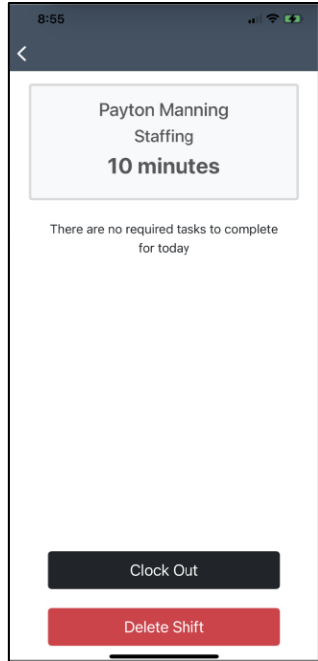 8:55
Payton Manning
Staffing
10 minutes
There are no required tasks to complete
for today
Clock Out
Delete Shift